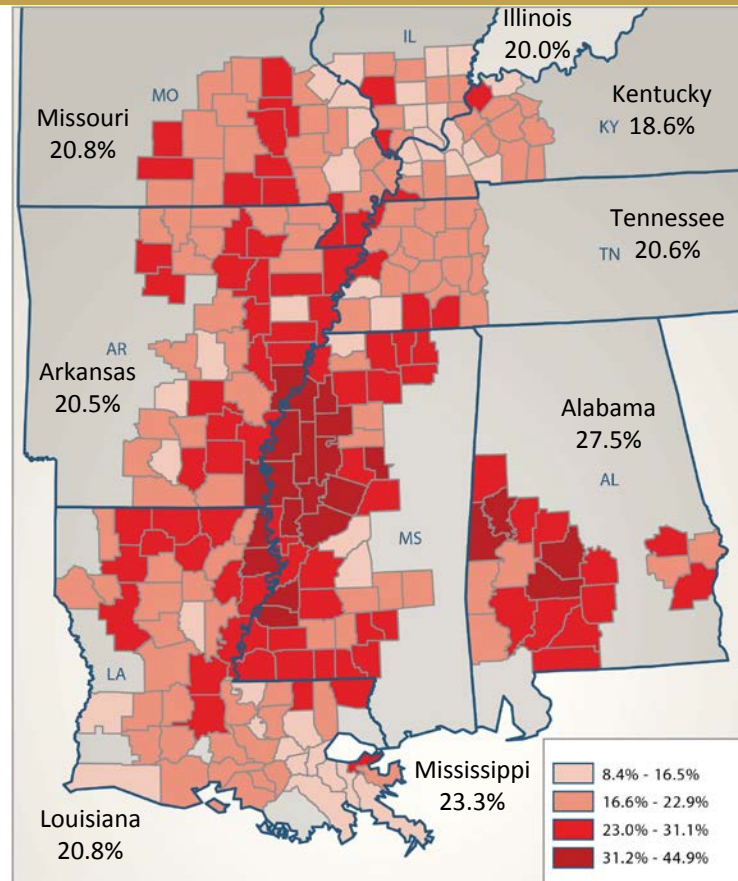 Illinois
20.0%
IL
MO
Missouri
20.8%
Kentucky
KY 18.6%
Tennessee
TN 20.6%
AR
Arkansas
20.5%
Alabama
27.5%
AL
MS
LA
Mississippi
23.3%
Louisiana
20.8%
8.4% - 16.5%
16.6% - 22.9%
23.0% - 31.1%
31.2% - 44.9%